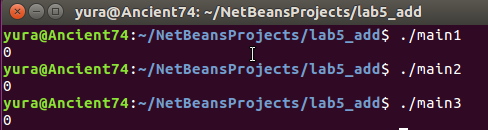 yura@Ancient74: ~/NetBeansProjects/lab5_add
yura@Ancient74:~/NetBeansProjects/lab5_add$ ./main1
0
yura@Ancient74:~/NetBeansProjects/lab5_add$ ./main2
0
yura@Ancient74:~/NetBeansProjects/lab5_add$ ./main3
0